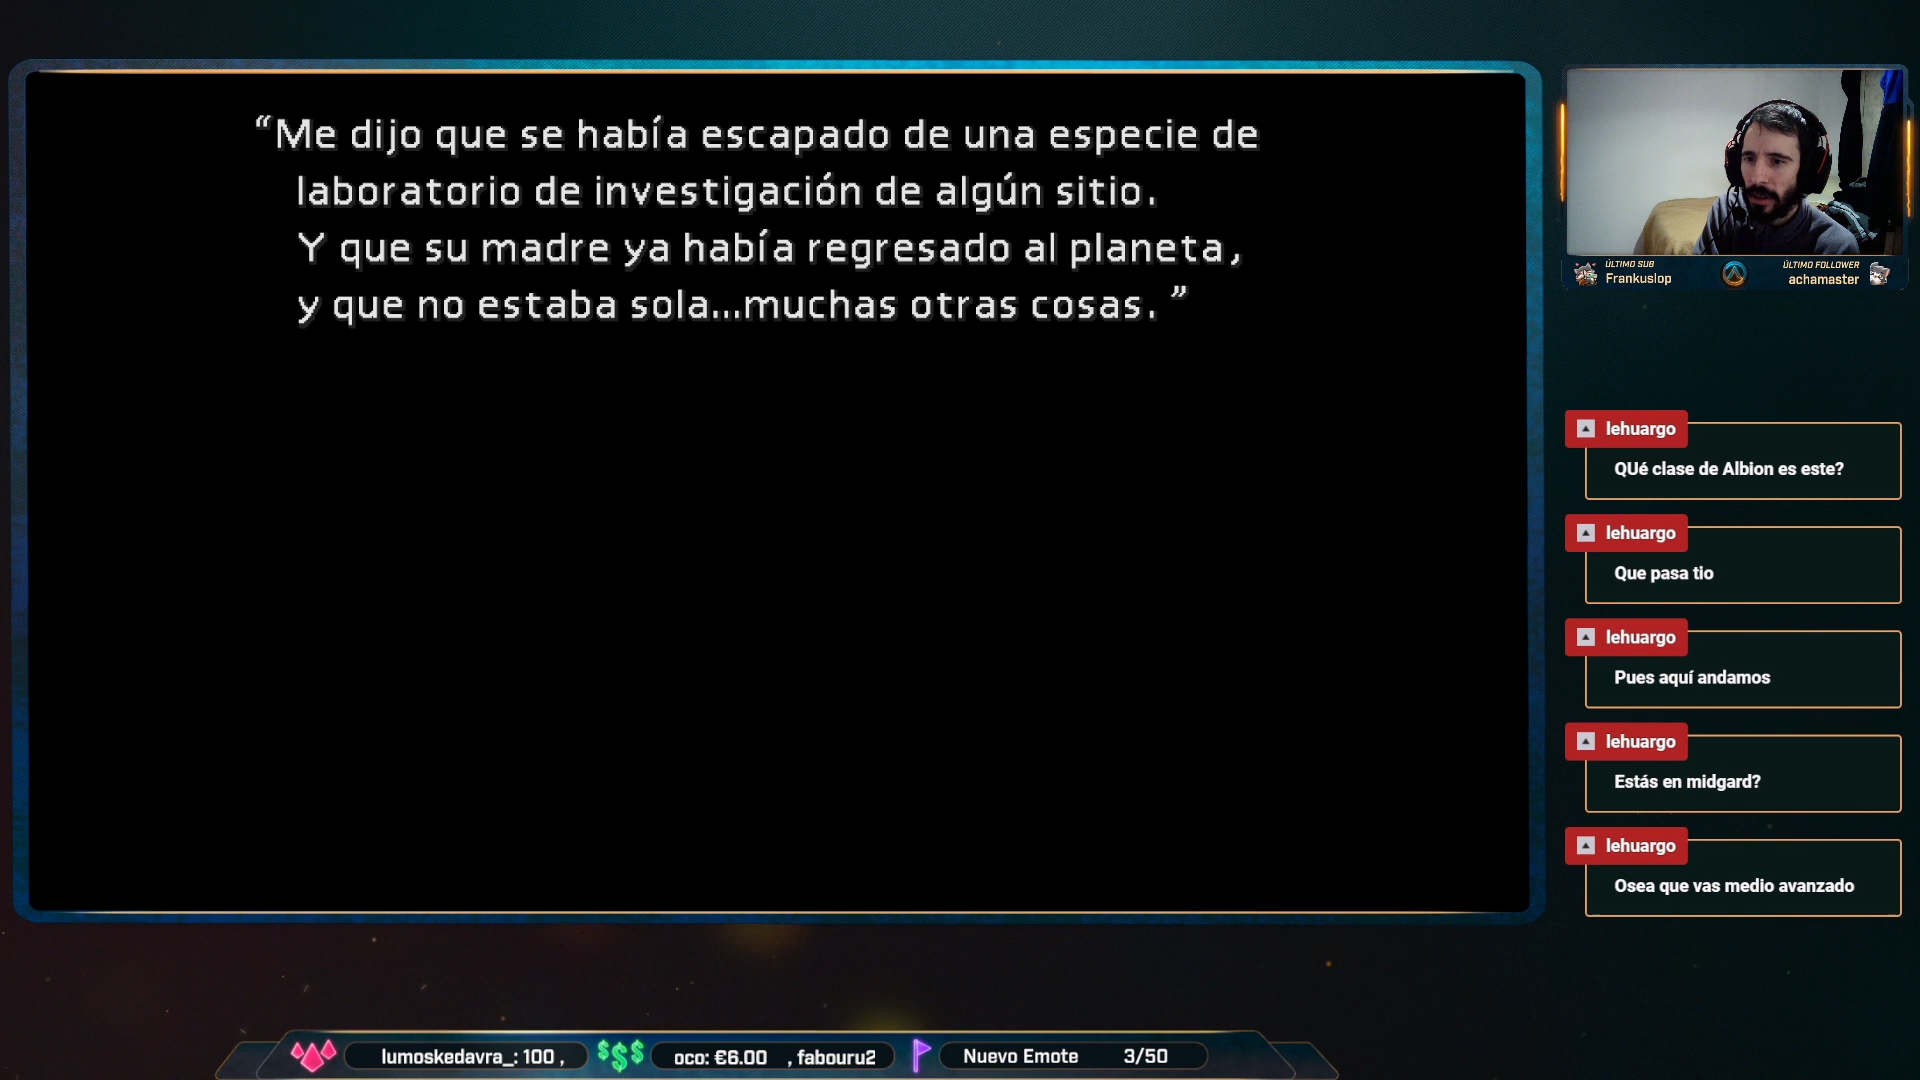 “Me dijo que se había escapado de una especie de
laboratorio de investigación de algún sitio.
Y que su madre ya había regresado al planeta,
y que no estaba sola...muchas otras cosas.”
ÚLTIMO SUB
Frankuslop
ÚLTIMO FOLLOWER
achamaster
lehuargo
QUé clase de Albion es este?
lehuargo
Que pasa tio
lehuargo
Pues aquí andamos
lehuargo
Estás en midgard?
lehuargo
Osea que vas medio avanzado
lumoskedavra_: 100 ,
oco: €6.00 , fabouru2
Nuevo Emote 3/50